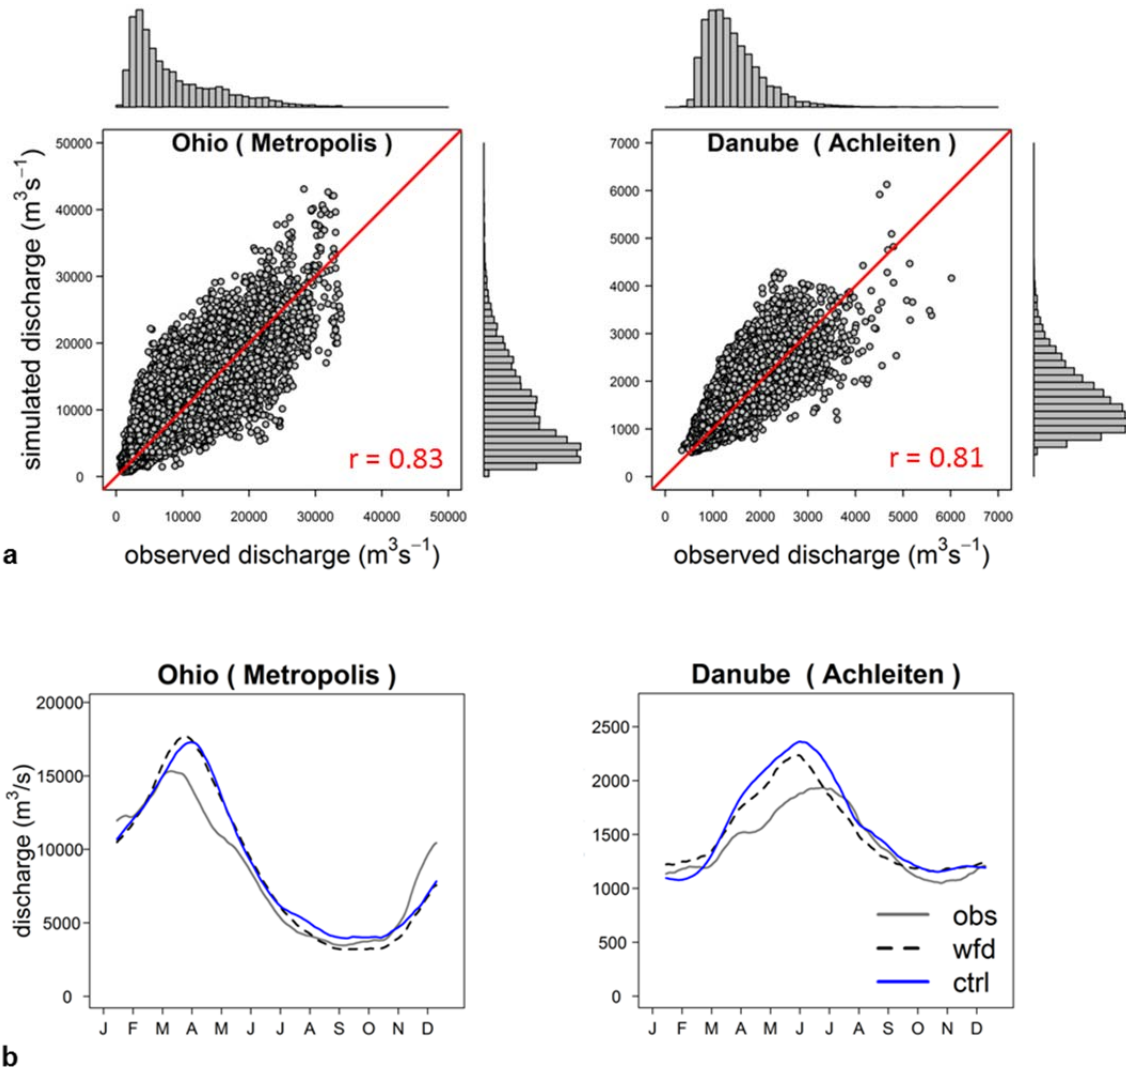 Ohio ( Metropolis )
simulated discharge (m³s⁻¹)
50000
40000
30000
20000
10000
0
r = 0.83
0 10000 20000 30000 40000 50000
observed discharge (m³s⁻¹)
Danube ( Achleiten )
7000
6000
5000
4000
3000
2000
1000
0
r = 0.81
0 1000 2000 3000 4000 5000 6000 7000
observed discharge (m³s⁻¹)
a
Ohio ( Metropolis )
discharge (m³/s)
20000
15000
10000
5000
0
J F M A M J J A S O N D
Danube ( Achleiten )
2500
2000
1500
1000
500
0
obs
wfd
ctrl
J F M A M J J A S O N D
b